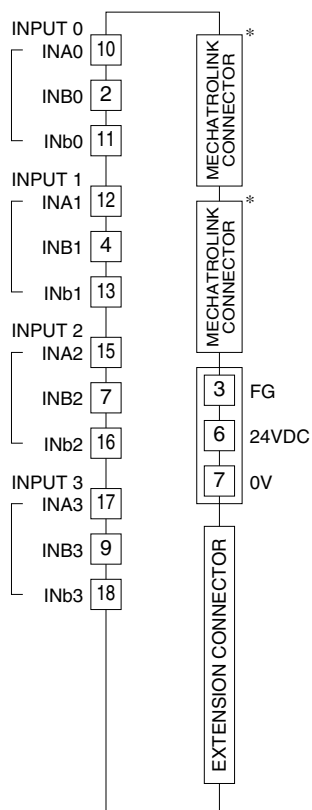 INPUT 0
INA0 10
INB0 2
INb0 11
INPUT 1
INA1 12
INB1 4
INb1 13
INPUT 2
INA2 15
INB2 7
INb2 16
INPUT 3
INA3 17
INB3 9
INb3 18
*
MECHATROLINK
CONNECTOR
*
MECHATROLINK
CONNECTOR
3 FG
6 24VDC
7 0V
EXTENSION CONNECTOR